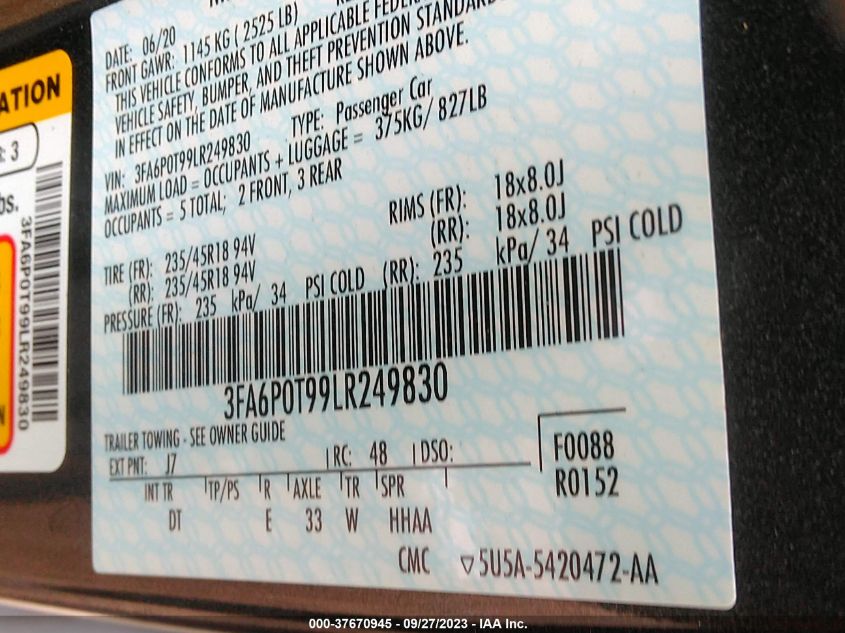 DATE: 06/20
FRONT GAWR: 1145 KG ( 2525 LB)
THIS VEHICLE CONFORMS TO ALL APPLICABLE
VEHICLE SAFETY, BUMPER, AND THEFT PREVENTION
IN EFFECT ON THE DATE OF MANUFACTURE SHOWN ABOVE.
VIN: 3FA6P0T99LR249830 TYPE: Passenger Car
MAXIMUM LOAD = OCCUPANTS + LUGGAGE = 375KG/ 827LB
OCCUPANTS = 5 TOTAL; 2 FRONT, 3 REAR
TIRE (FR): 235/45R18 94V RIMS (FR): 18x8.0J
(RR): 235/45R18 94V (RR): 18x8.0J
PRESSURE (FR): 235 kPa/ 34 PSI COLD (RR): 235 kPa/ 34 PSI COLD
3FA6P0T99LR249830
TRAILER TOWING - SEE OWNER GUIDE
EXT PNT: J7 RC: 48 DSO:
F0088
R0152
INT TR TP/PS R AXLE TR SPR
DT E 33 W HHAA
CMC ▽5U5A-5420472-AA
3
3FA6P0T99LR249830
000-37670945 - 09/27/2023 - IAA Inc.